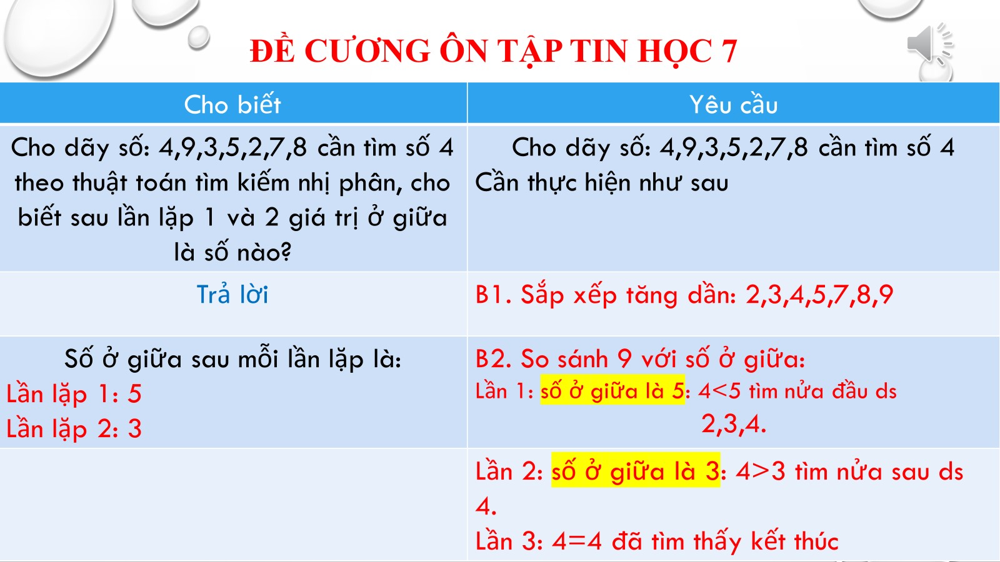 ĐỀ CƯƠNG ÔN TẬP TIN HỌC 7
Cho biết
Yêu cầu
Cho dãy số: 4,9,3,5,2,7,8 cần tìm số 4
theo thuật toán tìm kiếm nhị phân, cho
biết sau lần lặp 1 và 2 giá trị ở giữa
là số nào?
Cho dãy số: 4,9,3,5,2,7,8 cần tìm số 4
Cần thực hiện như sau
Trả lời
B1. Sắp xếp tăng dần: 2,3,4,5,7,8,9
Số ở giữa sau mỗi lần lặp là:
Lần lặp 1: 5
Lần lặp 2: 3
B2. So sánh 9 với số ở giữa:
Lần 1: số ở giữa là 5: 4<5 tìm nửa đầu ds
2,3,4.
Lần 2: số ở giữa là 3: 4>3 tìm nửa sau ds
4.
Lần 3: 4=4 đã tìm thấy kết thúc